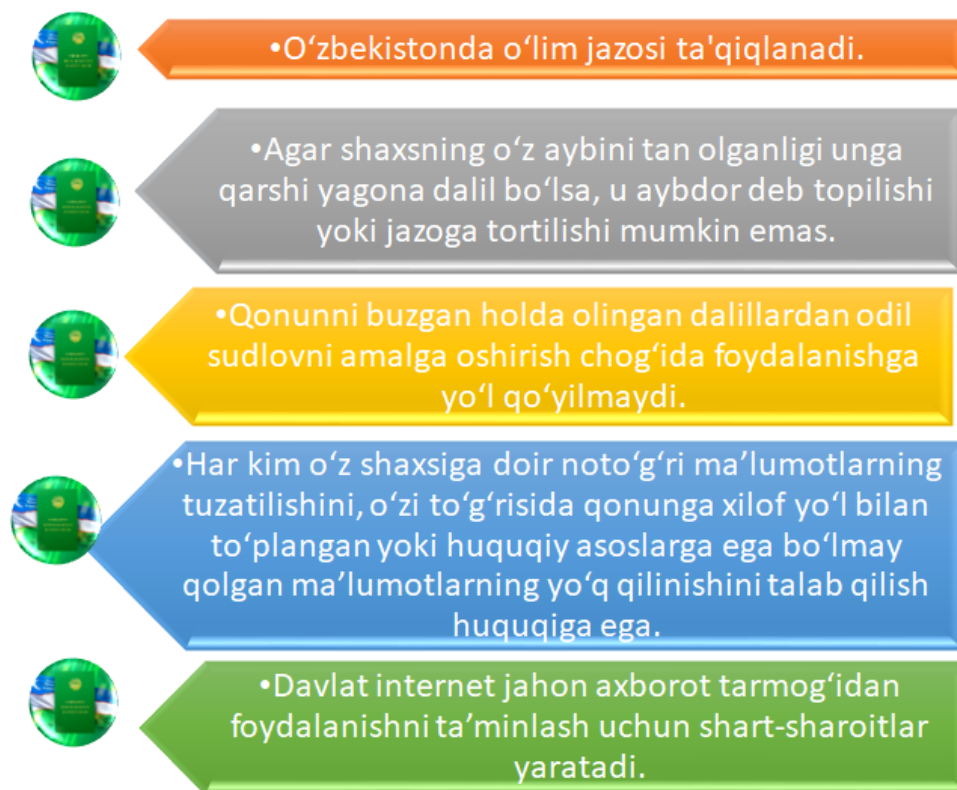 •O‘zbekistonda o‘lim jazosi ta'qiqlanadi.
•Agar shaxsning o‘z aybini tan olganligi unga
qarshi yagona dalil bo‘lsa, u aybdor deb topilishi
yoki jazoga tortilishi mumkin emas.
•Qonunni buzgan holda olingan dalillardan odil
sudlovni amalga oshirish chog‘ida foydalanishga
yo‘l qo‘yilmaydi.
•Har kim o‘z shaxsiga doir noto‘g‘ri ma’lumotlarning
tuzatilishini, o‘zi to‘g‘risida qonunga xilof yo‘l bilan
to‘plangan yoki huquqiy asoslarga ega bo‘lmay
qolgan ma’lumotlarning yo‘q qilinishini talab qilish
huquqiga ega.
•Davlat internet jahon axborot tarmog‘idan
foydalanishni ta’minlash uchun shart-sharoitlar
yaratadi.